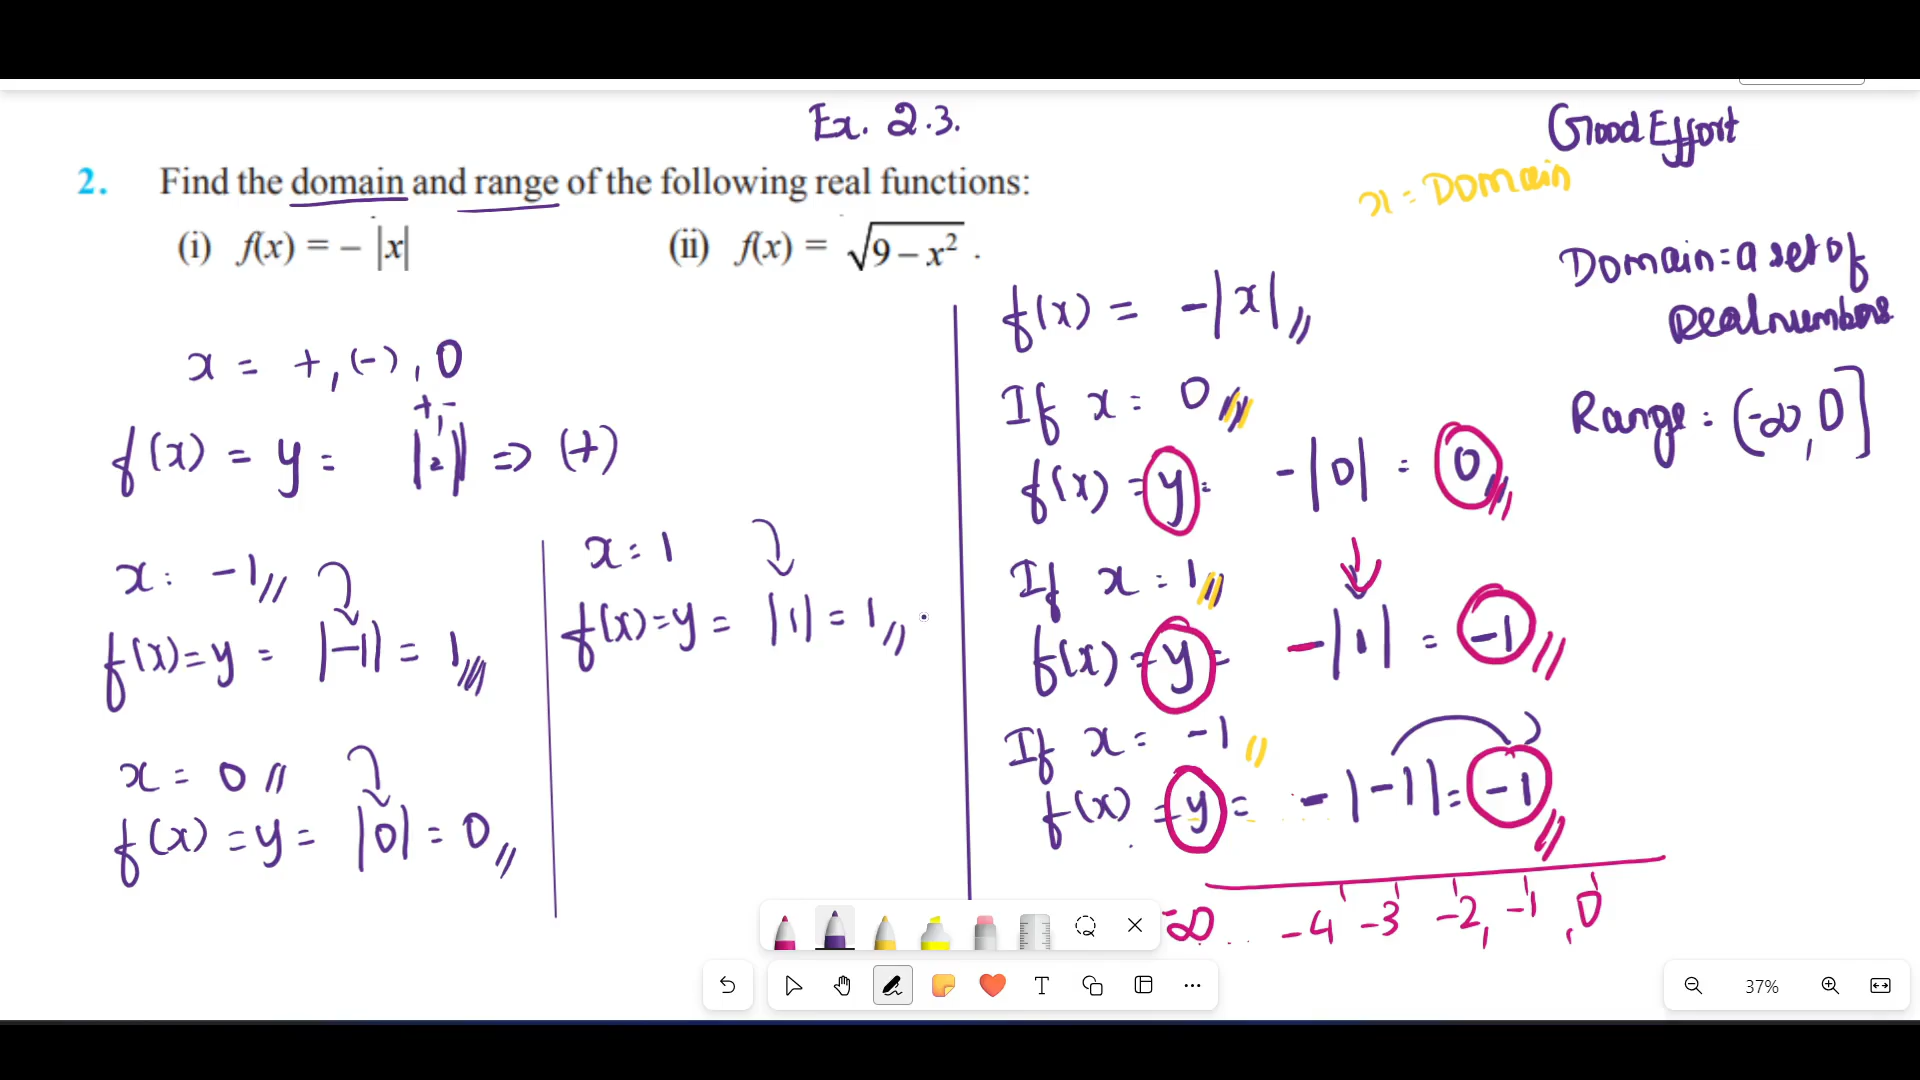 Ex. 2.3.
Good Effort
2. Find the domain and range of the following real functions:
(i) f(x) = – |x|
(ii) f(x) = √(9 – x²) .
x = Domain
Domain = a set of
Real numbers
Range : (-∞, 0]
x = +, (-), 0
+, -
f(x) = y = |2| => (+)
x = -1
f(x) = y = |-1| = 1
x = 0
f(x) = y = |0| = 0
x = 1
f(x) = y = |1| = 1
f(x) = -|x|
If x = 0
f(x) = y = -|0| = 0
If x = 1
f(x) = y = -|1| = -1
If x = -1
f(x) = y = -|-1| = -1
-∞ ... -4 -3 -2, -1, 0
T
37%